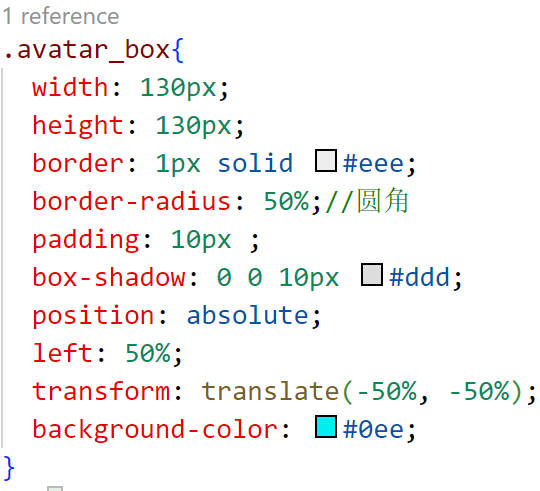 1 reference
.avatar_box{
width: 130px;
height: 130px;
border: 1px solid #eee;
border-radius: 50%;//圆角
padding: 10px ;
box-shadow: 0 0 10px #ddd;
position: absolute;
left: 50%;
transform: translate(-50%, -50%);
background-color: #0ee;
}